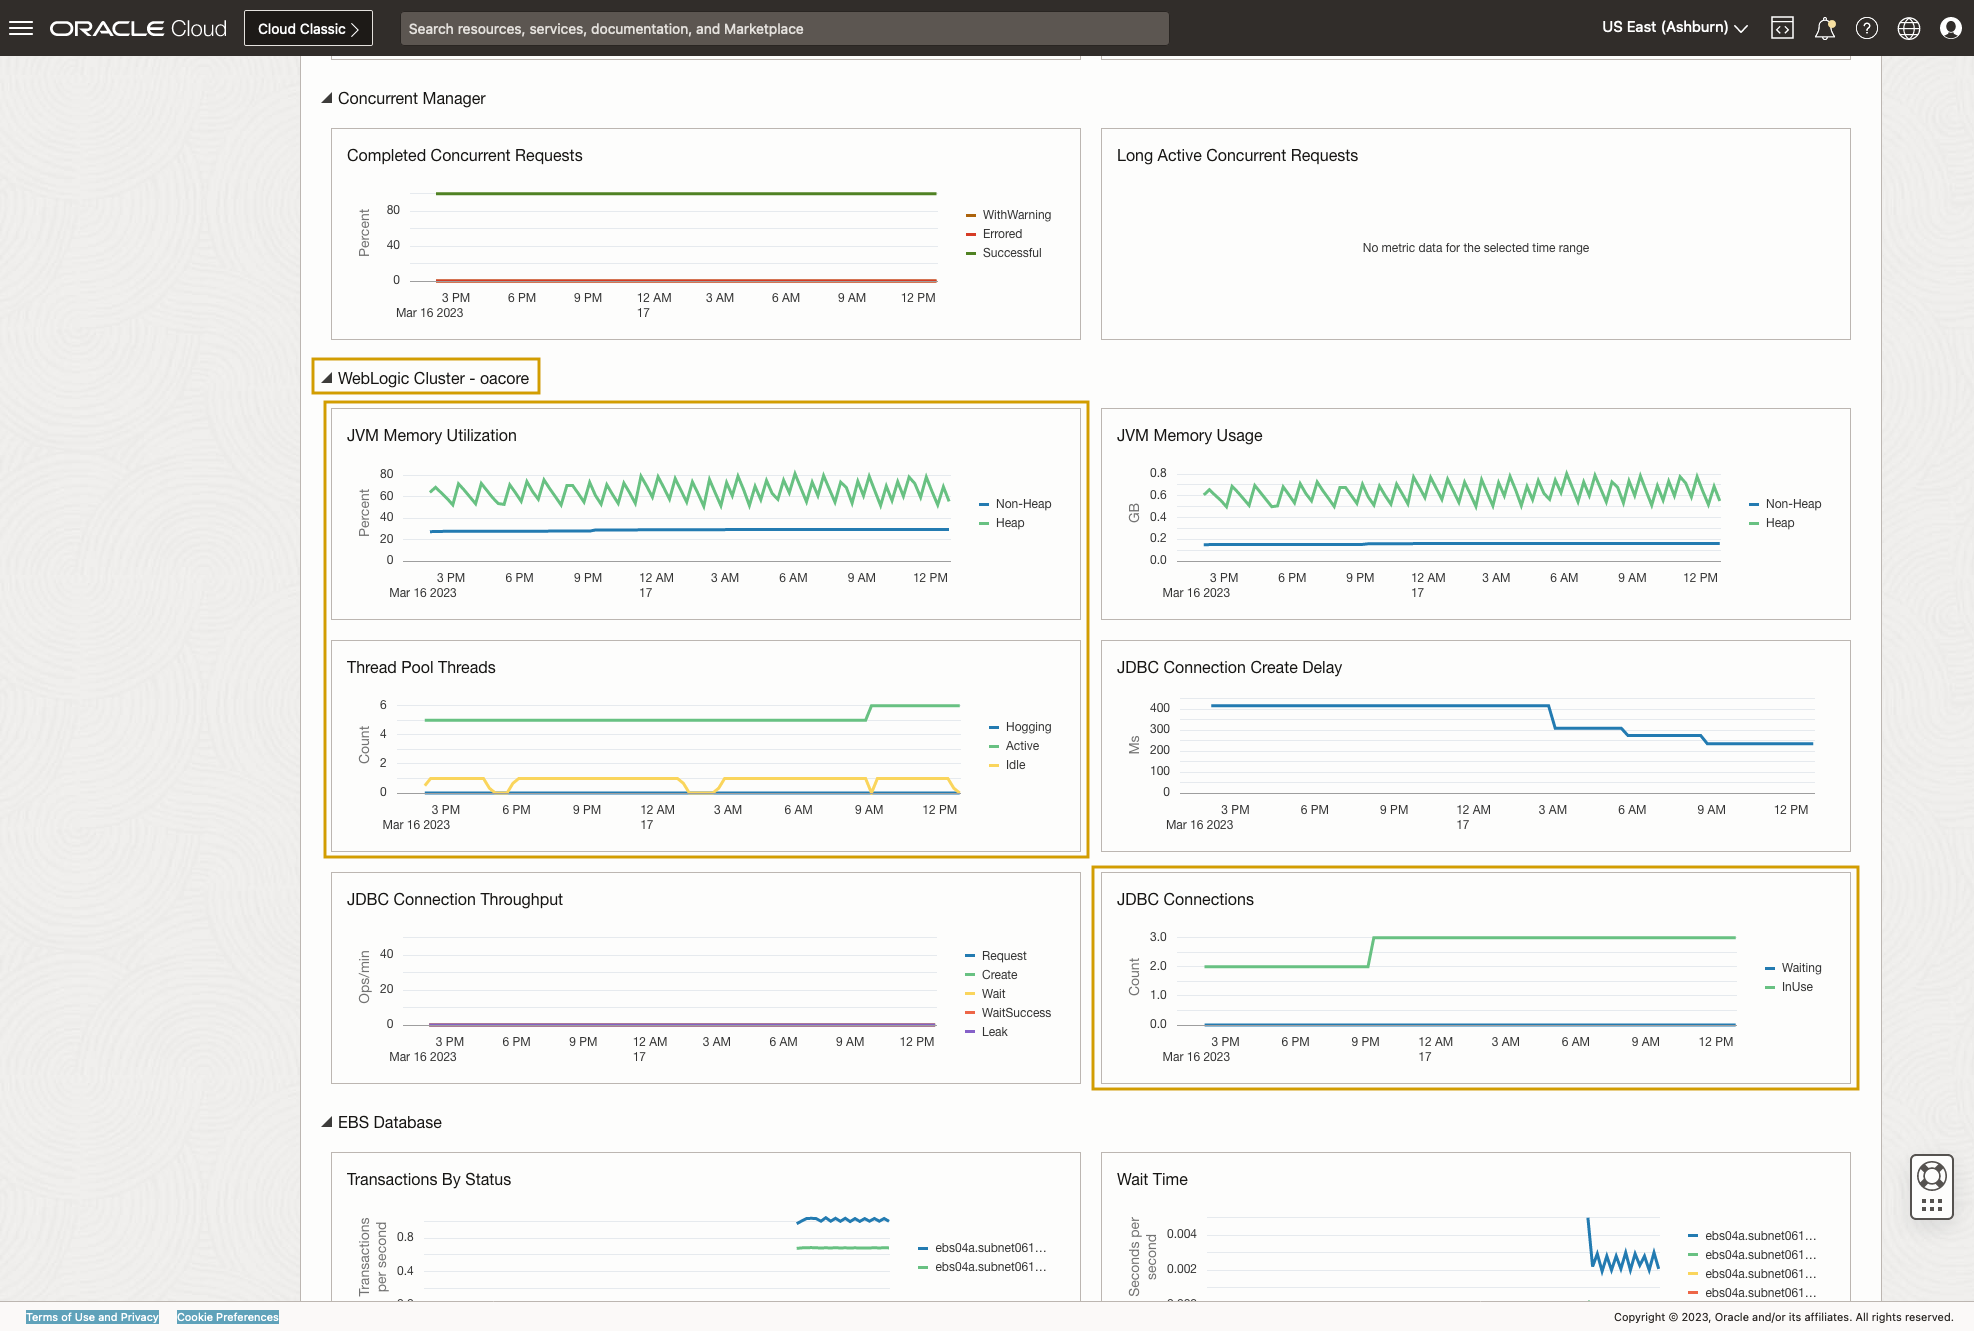 ORACLE Cloud
Cloud Classic
Search resources, services, documentation, and Marketplace
US East (Ashburn)
Concurrent Manager
Completed Concurrent Requests
Percent
80
40
0
3 PM 6 PM 9 PM 12 AM 3 AM 6 AM 9 AM 12 PM
Mar 16 2023 17
WithWarning
Errored
Successful
Long Active Concurrent Requests
No metric data for the selected time range
WebLogic Cluster - oacore
JVM Memory Utilization
Percent
80
60
40
20
0
3 PM 6 PM 9 PM 12 AM 3 AM 6 AM 9 AM 12 PM
Mar 16 2023 17
Non-Heap
Heap
JVM Memory Usage
GB
0.8
0.6
0.4
0.2
0.0
3 PM 6 PM 9 PM 12 AM 3 AM 6 AM 9 AM 12 PM
Mar 16 2023 17
Non-Heap
Heap
Thread Pool Threads
Count
6
4
2
0
3 PM 6 PM 9 PM 12 AM 3 AM 6 AM 9 AM 12 PM
Mar 16 2023 17
Hogging
Active
Idle
JDBC Connection Create Delay
Ms
400
300
200
100
0
3 PM 6 PM 9 PM 12 AM 3 AM 6 AM 9 AM 12 PM
Mar 16 2023 17
JDBC Connection Throughput
Ops/min
40
20
0
3 PM 6 PM 9 PM 12 AM 3 AM 6 AM 9 AM 12 PM
Mar 16 2023 17
Request
Create
Wait
WaitSuccess
Leak
JDBC Connections
Count
3.0
2.0
1.0
0.0
3 PM 6 PM 9 PM 12 AM 3 AM 6 AM 9 AM 12 PM
Mar 16 2023 17
Waiting
InUse
EBS Database
Transactions By Status
Transactions
per second
0.8
0.4
ebs04a.subnet061...
ebs04a.subnet061...
Wait Time
Seconds per
second
0.004
0.002
ebs04a.subnet061...
ebs04a.subnet061...
ebs04a.subnet061...
ebs04a.subnet061...
Terms of Use and Privacy
Cookie Preferences
Copyright © 2023, Oracle and/or its affiliates. All rights reserved.